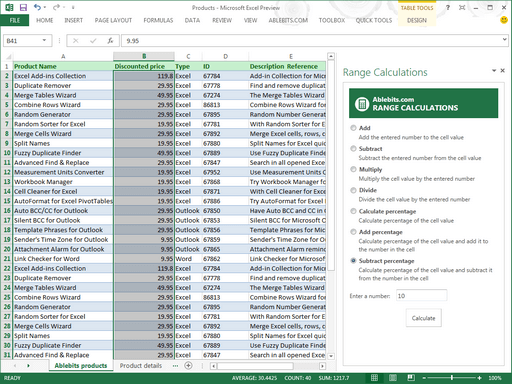 Products - Microsoft Excel Preview
TABLE TOOLS
FILE HOME INSERT PAGE LAYOUT FORMULAS DATA REVIEW VIEW ABLEBITS.COM TOOLBOX QUICK TOOLS DESIGN
B41 fx 9.95
A B C D E
1 Product Name Discounted price Type ID Description Reference
2 Excel Add-ins Collection 119.8 Excel 67784 Add-in Collection for Micr
3 Duplicate Remover 29.95 Excel 67778 Find and remove duplicat
4 Merge Tables Wizard 49.95 Excel 67274 The Merge Tables Wizard
5 Combine Rows Wizard 29.95 Excel 86813 Combine Rows Wizard for
6 Random Generator 29.95 Excel 67895 Random Number Generat
7 Random Sorter for Excel 19.95 Excel 67781 With Random Sorter for E
8 Merge Cells Wizard 29.95 Excel 67892 Merge Excel cells, rows, c
9 Split Names 19.95 Excel 67880 Split Names for Excel quic
10 Fuzzy Duplicate Finder 29.95 Excel 67889 Use Fuzzy Duplicate Finde
11 Advanced Find & Replace 29.95 Excel 67847 Search in all opened Exce
12 Measurement Units Converter 19.95 Excel 67952 Use Measurement Units C
13 Workbook Manager 19.95 Excel 67868 Try Workbook Manager f
14 Cell Cleaner for Excel 19.95 Excel 67871 With Cell Cleaner for Exce
15 AutoFormat for Excel PivotTables 19.95 Excel 67886 Try AutoFormat for Excel
16 Auto BCC/CC for Outlook 29.95 Outlook 67850 Have Auto BCC and CC in
17 Silent BCC for Outlook 29.95 Outlook 67853 Silent BCC for Microsoft O
18 Template Phrases for Outlook 29.95 Outlook 67856 Template Phrases for Mic
19 Sender's Time Zone for Outlook 9.95 Outlook 67859 Sender's Time Zone for O
20 Attachment Alarm for Outlook 9.95 Outlook 67865 Attachment Alarm remin
21 Link Checker for Word 9.95 Word 67862 Link Checker for Microsof
22 Excel Add-ins Collection 119.8 Excel 67784 Add-in Collection for Micr
23 Duplicate Remover 29.95 Excel 67778 Find and remove duplicat
24 Merge Tables Wizard 49.95 Excel 67274 The Merge Tables Wizard
25 Combine Rows Wizard 29.95 Excel 86813 Combine Rows Wizard for
26 Random Generator 29.95 Excel 67895 Random Number Generat
27 Random Sorter for Excel 19.95 Excel 67781 With Random Sorter for E
28 Merge Cells Wizard 29.95 Excel 67892 Merge Excel cells, rows, c
29 Split Names 19.95 Excel 67880 Split Names for Excel quic
30 Fuzzy Duplicate Finder 29.95 Excel 67889 Use Fuzzy Duplicate Finde
31 Advanced Find & Replace 29.95 Excel 67847 Search in all opened Exce
Ablebits products Product details ...
READY AVERAGE: 30.4425 COUNT: 40 SUM: 1217.7 100%
Range Calculations
Ablebits.com
RANGE CALCULATIONS
Add
Add the entered number to the cell value
Subtract
Subtract the entered number from the cell value
Multiply
Multiply the cell value by the entered number
Divide
Divide the cell value by the entered number
Calculate percentage
Calculate percentage of the cell value
Add percentage
Calculate percentage of the cell value and add it to
the number in the cell
Subtract percentage
Calculate percentage of the cell value and subtract it
from the number in the cell
Enter a number: 10
Calculate